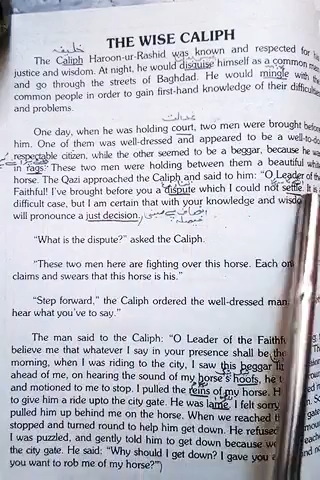 خلیفہ
THE WISE CALIPH
The Caliph Haroon-ur-Rashid was known and respected for his
justice and wisdom. At night, he would disguise himself as a common man
and go through the streets of Baghdad. He would mingle with
common people in order to gain first-hand knowledge of their difficulties
and problems.
عدالت
One day, when he was holding court, two men were brought before
him. One of them was well-dressed and appeared to be a well-to-do
respectable citizen, while the other seemed to be a beggar, because he was
in rags. These two men were holding between them a beautiful white
horse. The Qazi approached the Caliph and said to him: "O Leader of the
Faithful! I've brought before you a dispute which I could not settle. It is a
difficult case, but I am certain that with your knowledge and wisdom
will pronounce a just decision.
"What is the dispute?" asked the Caliph.
"These two men here are fighting over this horse. Each one
claims and swears that this horse is his."
"Step forward," the Caliph ordered the well-dressed man.
hear what you've to say."
The man said to the Caliph: "O Leader of the Faithful
believe me that whatever I say in your presence shall be the
morning, when I was riding to the city, I saw this beggar
ahead of me, on hearing the sound of my horse's hoofs, he
and motioned to me to stop. I pulled the reins of my horse. H
to give him a ride upto the city gate. He was lame. I felt sorry
pulled him up behind me on the horse. When we reached
stopped and turned round to help him get down. He refused
I was puzzled, and gently told him to get down because we
the city gate. He said: "Why should I get down? I gave you a
you want to rob me of my horse?")